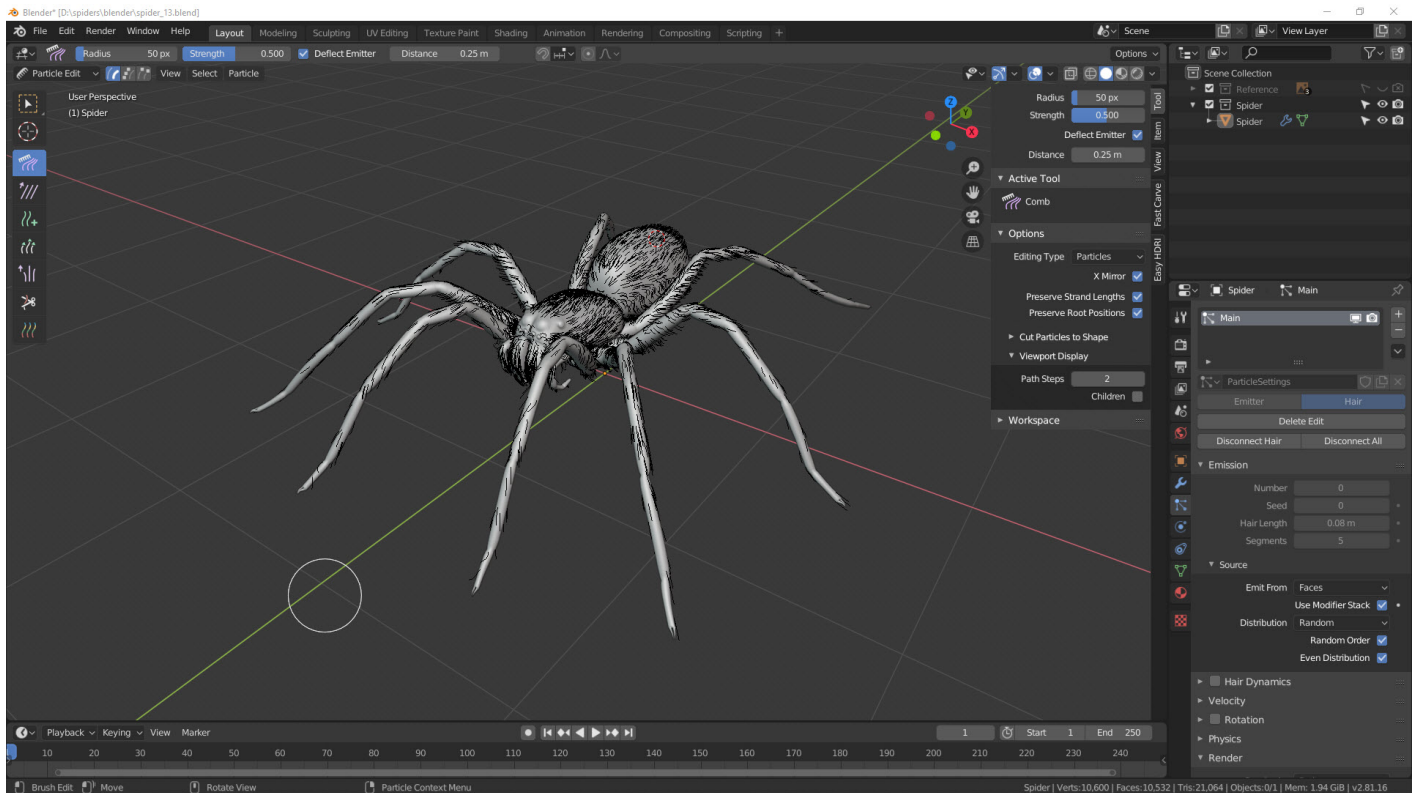 Blender* [D:\spiders\blender\spider_13.blend]
File Edit Render Window Help Layout Modeling Sculpting UV Editing Texture Paint Shading Animation Rendering Compositing Scripting + Scene View Layer
Radius 50 px Strength 0.500 Deflect Emitter Distance 0.25 m Options
Particle Edit View Select Particle
User Perspective
(1) Spider
Z
Y
X
Radius 50 px
Strength 0.500
Deflect Emitter
Distance 0.25 m
Active Tool
Comb
Options
Editing Type Particles
X Mirror
Preserve Strand Lengths
Preserve Root Positions
Cut Particles to Shape
Viewport Display
Path Steps 2
Children
Workspace
Tool
Item
View
Fast Carve
Easy HDRI
Scene Collection
Reference 3
Spider
Spider
Spider Main
Main
ParticleSettings
Emitter Hair
Delete Edit
Disconnect Hair Disconnect All
Emission
Number 0
Seed 0
Hair Length 0.08 m
Segments 5
Source
Emit From Faces
Use Modifier Stack
Distribution Random
Random Order
Even Distribution
Hair Dynamics
Velocity
Rotation
Physics
Render
Playback Keying View Marker 1 Start 1 End 250
10 20 30 40 50 60 70 80 90 100 110 120 130 140 150 160 170 180 190 200 210 220 230 240
Brush Edit Move Rotate View Particle Context Menu Spider | Verts:10,600 | Faces:10,532 | Tris:21,064 | Objects:0/1 | Mem: 1.94 GiB | v2.81.16